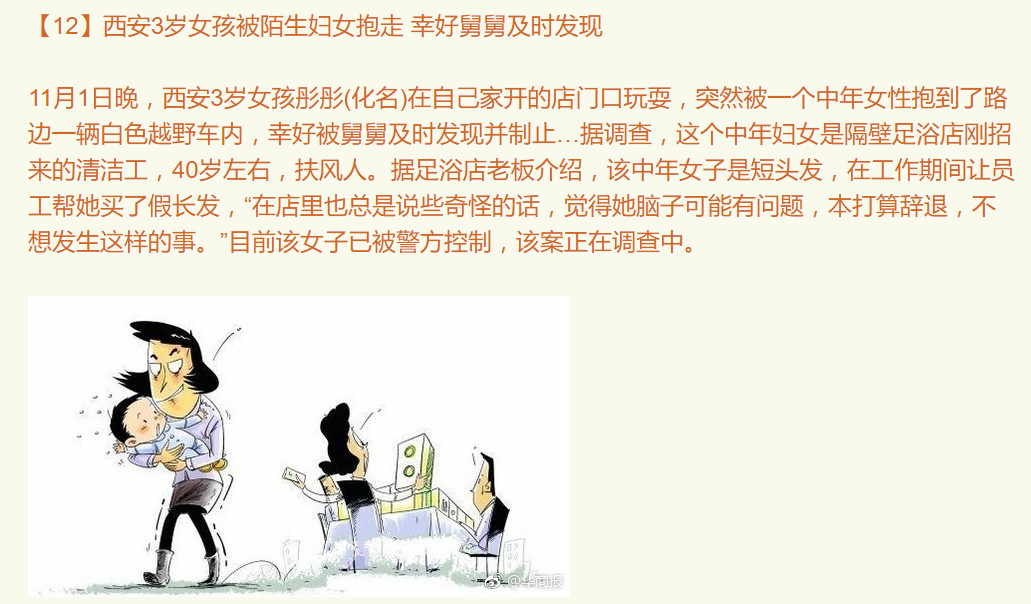 【12】西安3岁女孩被陌生妇女抱走 幸好舅舅及时发现
11月1日晚，西安3岁女孩彤彤(化名)在自己家开的店门口玩耍，突然被一个中年女性抱到了路
边一辆白色越野车内，幸好被舅舅及时发现并制止…据调查，这个中年妇女是隔壁足浴店刚招
来的清洁工，40岁左右，扶风人。据足浴店老板介绍，该中年女子是短头发，在工作期间让员
工帮她买了假长发，“在店里也总是说些奇怪的话，觉得她脑子可能有问题，本打算辞退，不
想发生这样的事。”目前该女子已被警方控制，该案正在调查中。
@华商报